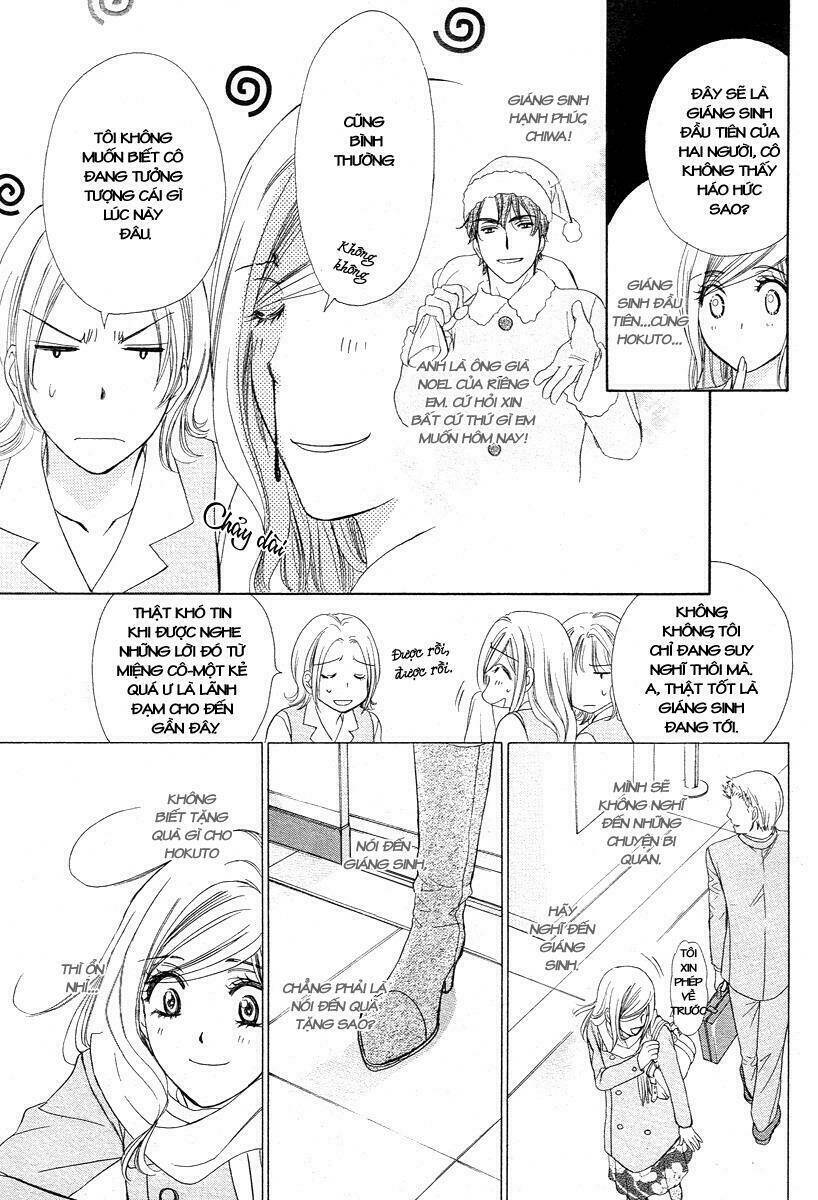 ĐÂY SẼ LÀ
GIÁNG SINH
ĐẦU TIÊN CỦA
HAI NGƯỜI, CÔ
KHÔNG THẤY
HÁO HỨC
SAO?
GIÁNG
SINH ĐẦU
TIÊN...CÙNG
HOKUTO...
GIÁNG SINH
HẠNH PHÚC,
CHIWA!
ANH LÀ ÔNG GIÀ
NOEL CỦA RIÊNG
EM. CỨ HỎI XIN
BẤT CỨ THỨ GÌ EM
MUỐN HÔM NAY!
CŨNG
BÌNH
THƯỜNG
Không
không
Chảy dài
TÔI KHÔNG
MUỐN BIẾT CÔ
ĐANG TƯỞNG
TƯỢNG CÁI GÌ
LÚC NÀY
ĐÂU.
KHÔNG,
KHÔNG, TÔI
CHỈ ĐANG SUY
NGHĨ THÔI MÀ.
A, THẬT TỐT LÀ
GIÁNG SINH
ĐANG TỚI.
Được rồi,
được rồi.
THẬT KHÓ TIN
KHI ĐƯỢC NGHE
NHỮNG LỜI ĐÓ TỪ
MIỆNG CÔ-MỘT KẺ
QUÁ Ư LÀ LÃNH
ĐẠM CHO ĐẾN
GẦN ĐÂY.
MÌNH SẼ
KHÔNG NGHĨ
ĐẾN NHỮNG
CHUYỆN BI
QUAN.
HÃY
NGHĨ ĐẾN
GIÁNG
SINH.
TÔI
XIN
PHÉP
VỀ
TRƯỚC
NÓI ĐẾN
GIÁNG SINH,
CHẲNG PHẢI LÀ
NÓI ĐẾN QUÀ
TẶNG SAO?
KHÔNG
BIẾT TẶNG
QUÀ GÌ CHO
HOKUTO
THÌ ỔN
NHỈ...